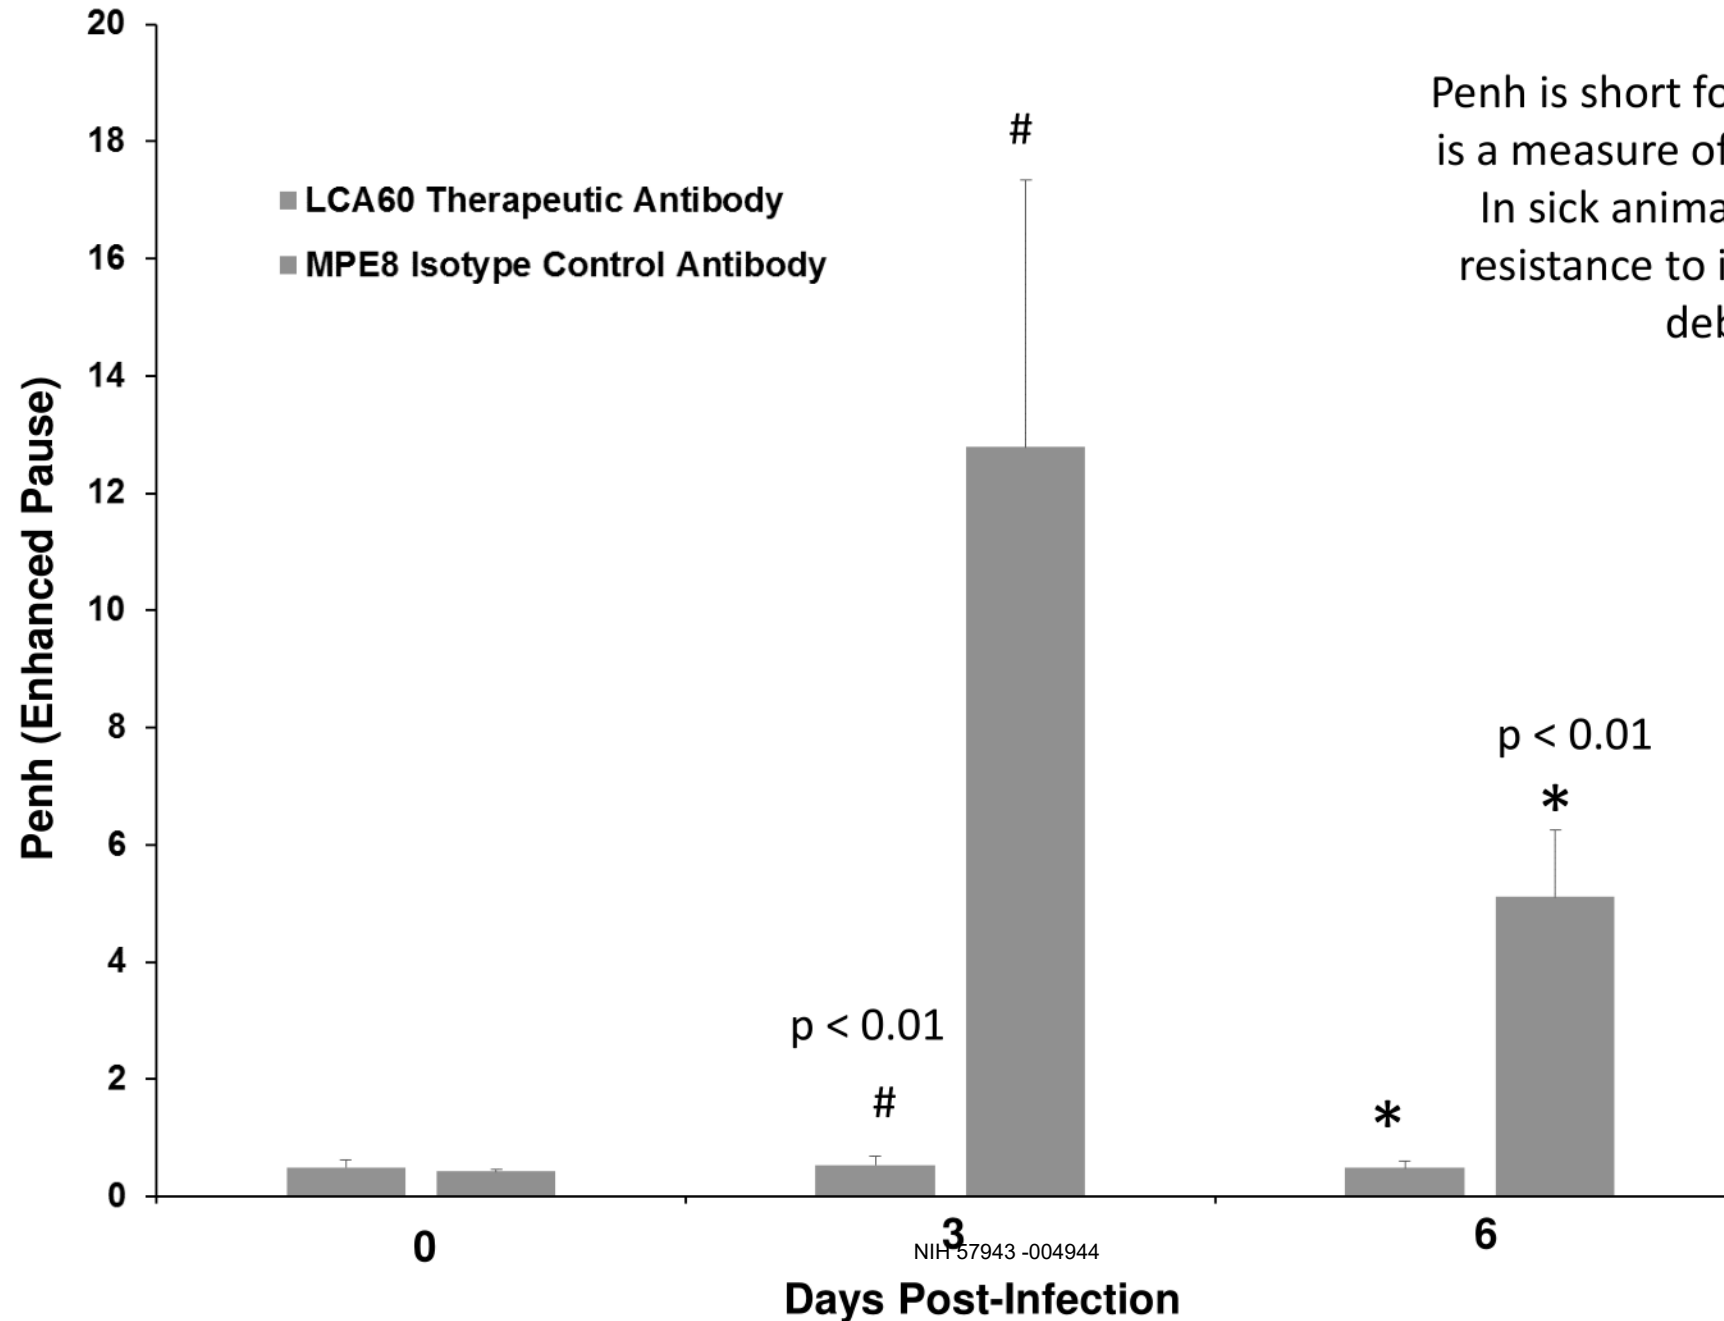 20
18
16
14
12
10
8
6
4
2
0
Penh (Enhanced Pause)
LCA60 Therapeutic Antibody
MPE8 Isotype Control Antibody
#
Penh is short
is a measure
In sick
resistance to
p < 0.01
#
p < 0.01
*
*
0
3
6
NIH 57943 -004944
Days Post-Infection